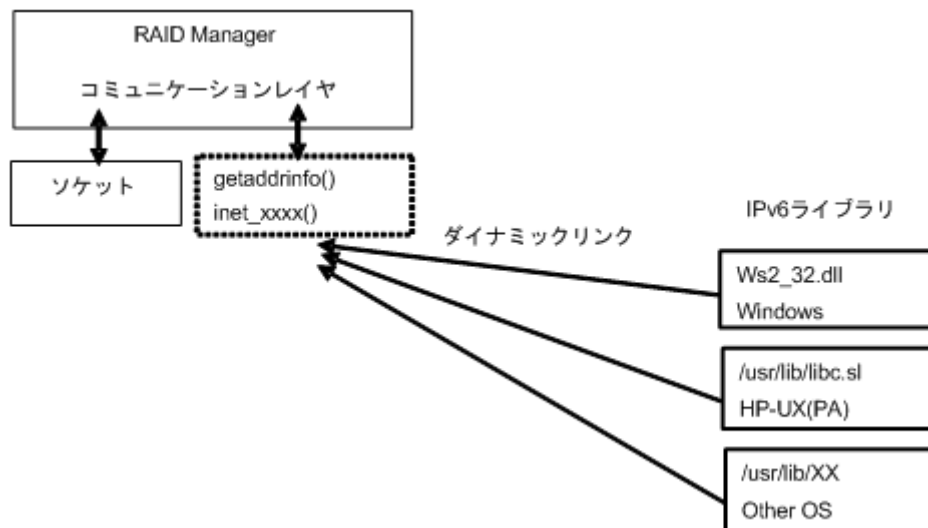 RAID Manager
コミュニケーションレイヤ
ソケット
getaddrinfo()
inet_xxxx()
ダイナミックリンク
IPv6ライブラリ
Ws2_32.dll
Windows
/usr/lib/libc.sl
HP-UX(PA)
/usr/lib/XX
Other OS